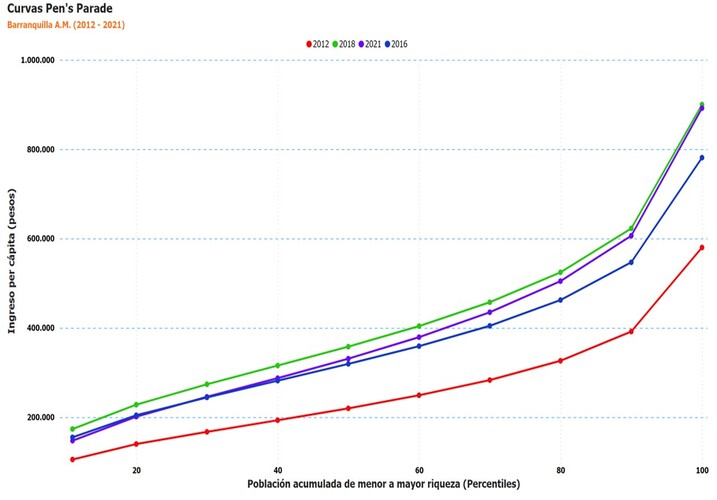 Curvas Pen's Parade
Barranquilla A.M. (2012 - 2021)
2012 2018 2021 2016
1.000.000
800.000
600.000
400.000
200.000
Ingreso per cápita (pesos)
20 40 60 80 100
Población acumulada de menor a mayor riqueza (Percentiles)